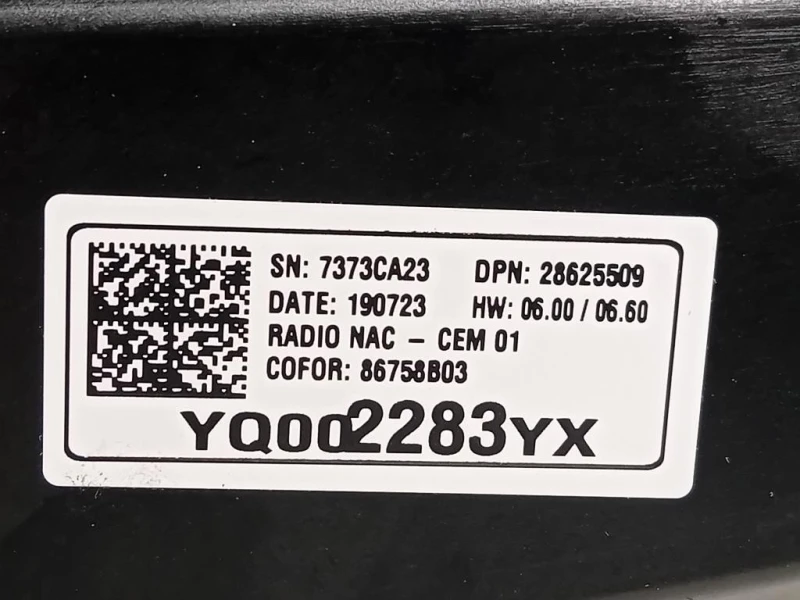 SN: 7373CA23 DPN: 28625509
DATE: 190723 HW: 06.00 / 06.60
RADIO NAC - CEM 01
COFOR: 86758B03
YQ002283YX